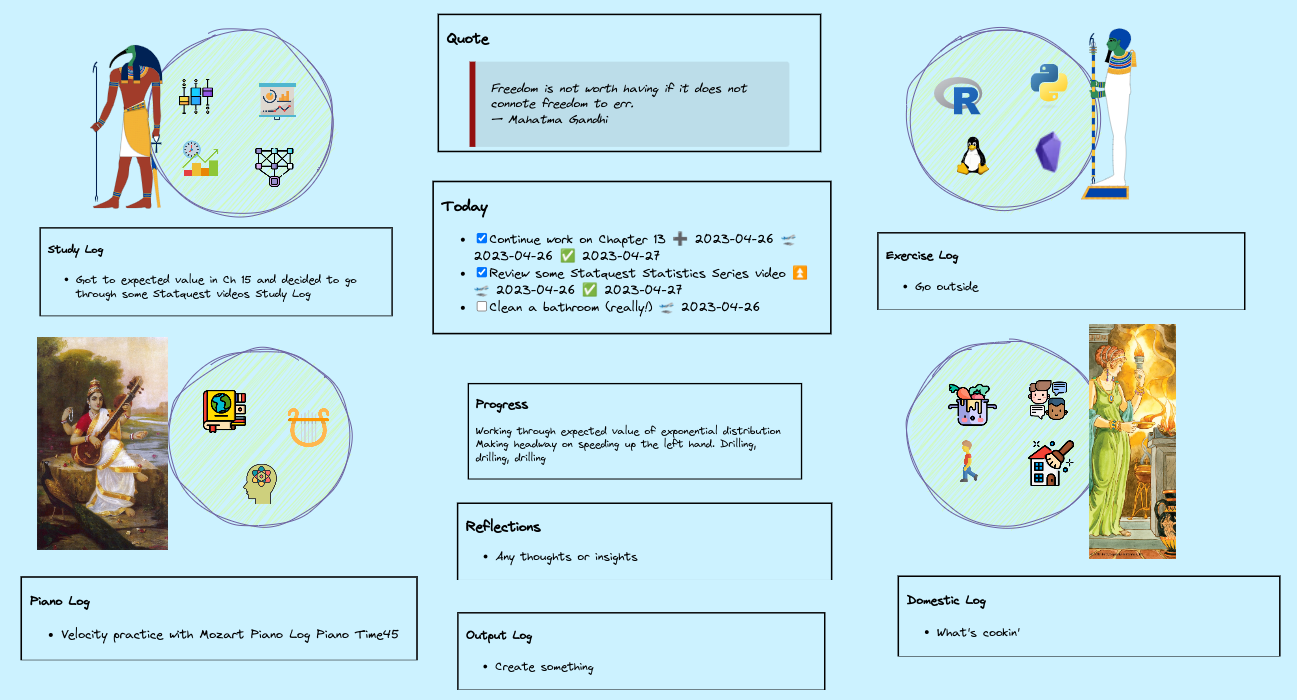 Quote
Freedom is not worth having if it does not
connote freedom to err.
— Mahatma Gandhi
R
Today
Continue work on Chapter 13 ➕ 2023-04-26 🛫
2023-04-26 ✅ 2023-04-27
Review some Statquest Statistics Series video ⏫
🛫 2023-04-26 ✅ 2023-04-27
Clean a bathroom (really!) 🛫 2023-04-26
Study Log
Got to expected value in Ch 15 and decided to go
through some Statquest videos Study Log
Exercise Log
Go outside
Progress
Working through expected value of exponential distribution
Making headway on speeding up the left hand. Drilling,
drilling, drilling
Reflections
Any thoughts or insights
Piano Log
Velocity practice with Mozart Piano Log Piano Time45
Output Log
Create something
Domestic Log
What's cookin'